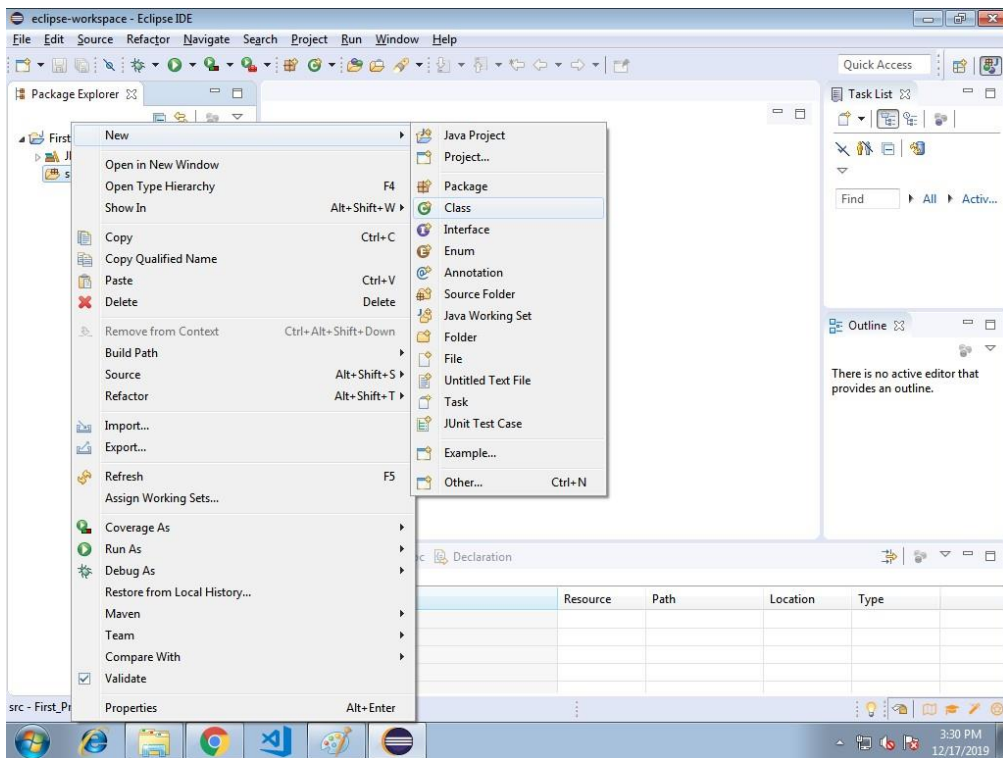 eclipse-workspace - Eclipse IDE
File Edit Source Refactor Navigate Search Project Run Window Help
Quick Access
Package Explorer
Task List
First
New
Open in New Window
Open Type Hierarchy F4
Show In Alt+Shift+W
Copy Ctrl+C
Copy Qualified Name
Paste Ctrl+V
Delete Delete
Remove from Context Ctrl+Alt+Shift+Down
Build Path
Source Alt+Shift+S
Refactor Alt+Shift+T
Import...
Export...
Refresh F5
Assign Working Sets...
Coverage As
Run As
Debug As
Restore from Local History...
Maven
Team
Compare With
Validate
Properties Alt+Enter
Java Project
Project...
Package
Class
Interface
Enum
Annotation
Source Folder
Java Working Set
Folder
File
Untitled Text File
Task
JUnit Test Case
Example...
Other... Ctrl+N
Find All Activ...
Outline
There is no active editor that
provides an outline.
Declaration
Resource Path Location Type
src - First_Pr
3:30 PM
12/17/2019